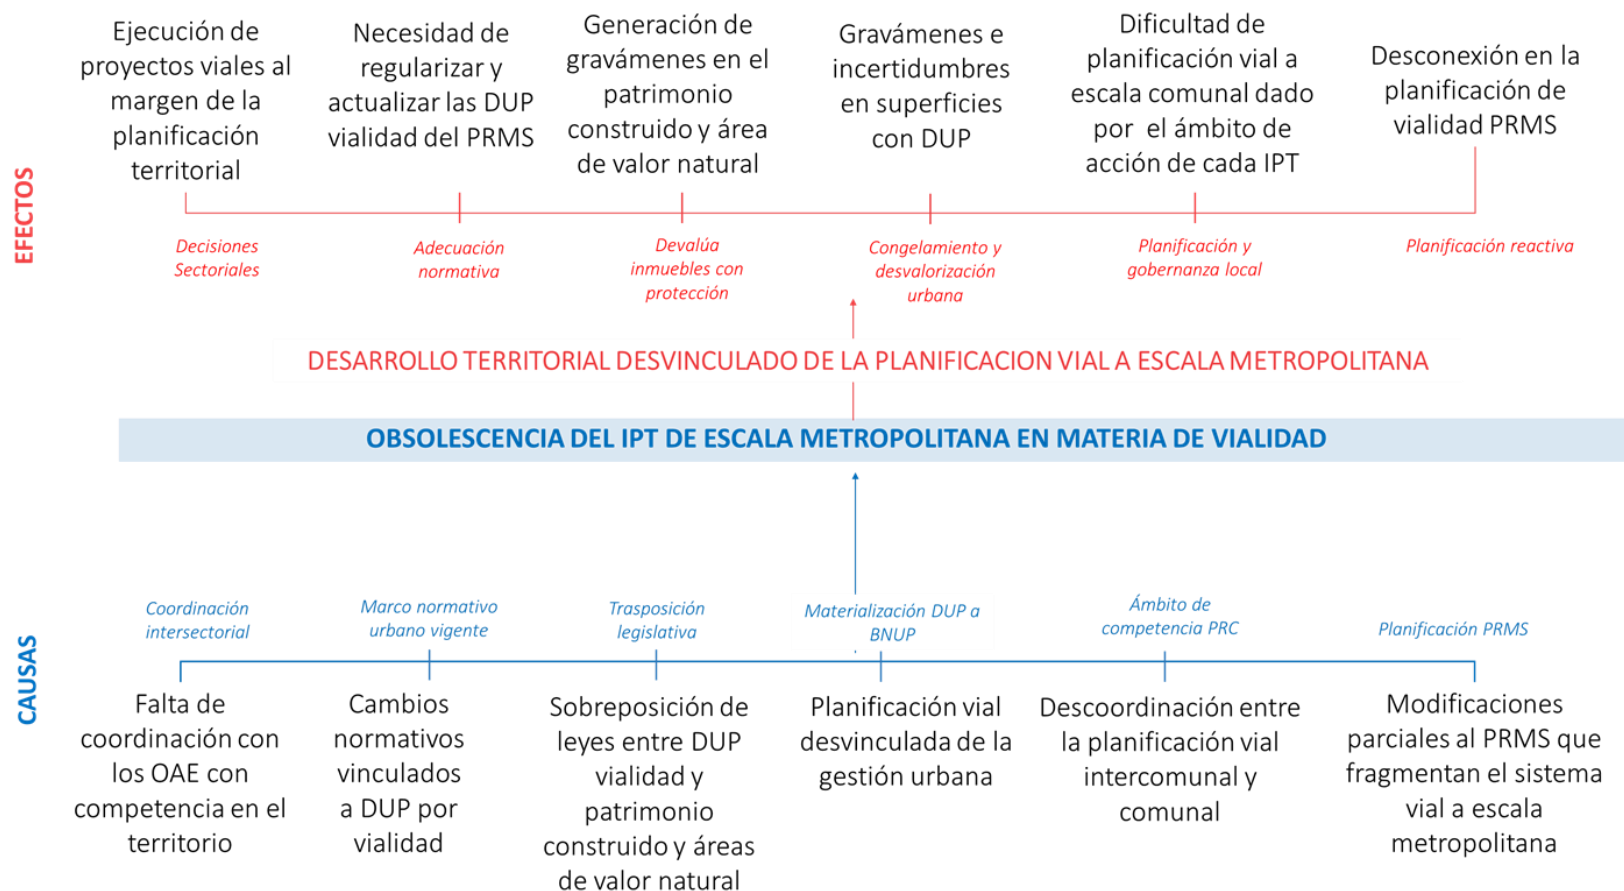 Ejecución de
proyectos viales al
margen de la
planificación
territorial
Necesidad de
regularizar y
actualizar las DUP
vialidad del PRMS
Generación de
gravámenes en el
patrimonio
construido y área
de valor natural
Gravámenes e
incertidumbres
en superficies
con DUP
Dificultad de
planificación vial a
escala comunal dado
por el ámbito de
acción de cada IPT
Desconexión en la
planificación de
vialidad PRMS
EFECTOS
Decisiones
Sectoriales
Adecuación
normativa
Devalúa
inmuebles con
protección
Congelamiento y
desvalorización
urbana
Planificación y
gobernanza local
Planificación reactiva
DESARROLLO TERRITORIAL DESVINCULADO DE LA PLANIFICACION VIAL A ESCALA METROPOLITANA
OBSOLESCENCIA DEL IPT DE ESCALA METROPOLITANA EN MATERIA DE VIALIDAD
CAUSAS
Coordinación
intersectorial
Marco normativo
urbano vigente
Trasposición
legislativa
Materialización DUP a
BNUP
Ámbito de
competencia PRC
Planificación PRMS
Falta de
coordinación con
los OAE con
competencia en el
territorio
Cambios
normativos
vinculados
a DUP por
vialidad
Sobreposición de
leyes entre DUP
vialidad y
patrimonio
construido y áreas
de valor natural
Planificación vial
desvinculada de la
gestión urbana
Descoordinación entre
la planificación vial
intercomunal y
comunal
Modificaciones
parciales al PRMS que
fragmentan el sistema
vial a escala
metropolitana